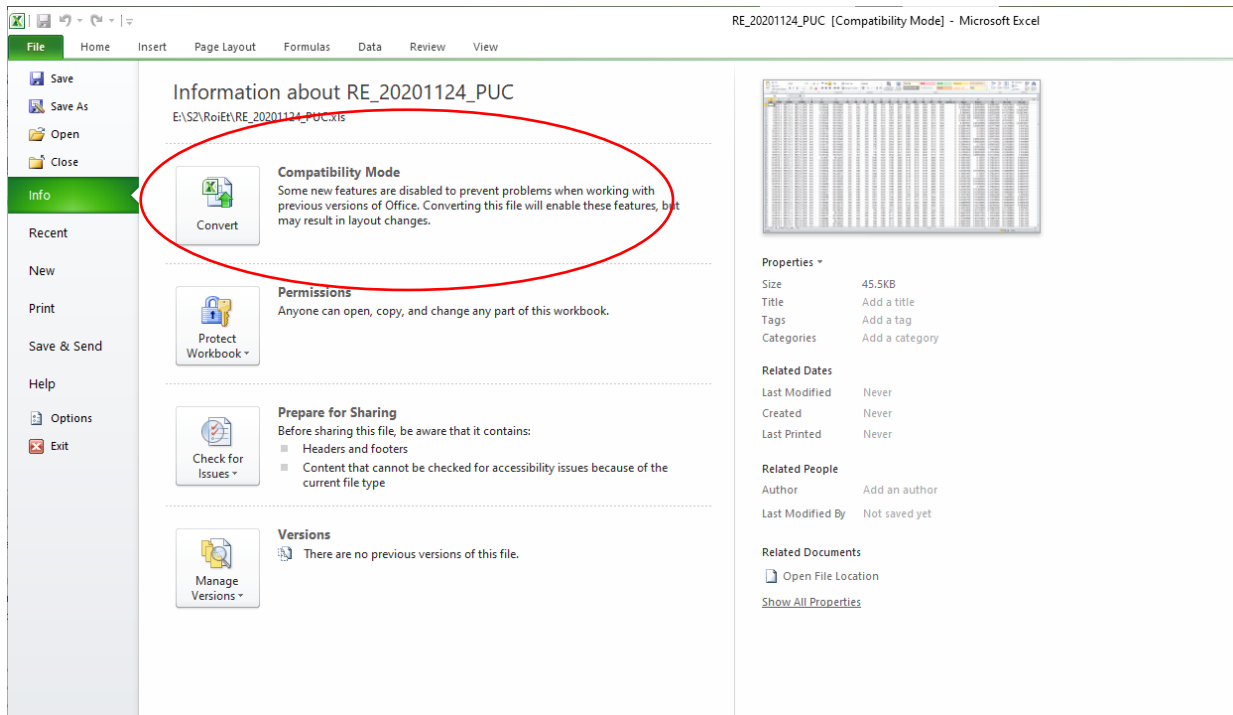 RE_20201124_PUC [Compatibility Mode] - Microsoft Excel
File Home Insert Page Layout Formulas Data Review View
Save
Save As
Open
Close
Info
Recent
New
Print
Save & Send
Help
Options
Exit
Information about RE_20201124_PUC
E:\S2\RoiEt\RE_20201124_PUC.xls
Convert
Compatibility Mode
Some new features are disabled to prevent problems when working with
previous versions of Office. Converting this file will enable these features, but
may result in layout changes.
Protect
Workbook
Permissions
Anyone can open, copy, and change any part of this workbook.
Check for
Issues
Prepare for Sharing
Before sharing this file, be aware that it contains:
Headers and footers
Content that cannot be checked for accessibility issues because of the
current file type
Manage
Versions
Versions
There are no previous versions of this file.
Properties
Size 45.5KB
Title Add a title
Tags Add a tag
Categories Add a category
Related Dates
Last Modified Never
Created Never
Last Printed Never
Related People
Author Add an author
Last Modified By Not saved yet
Related Documents
Open File Location
Show All Properties